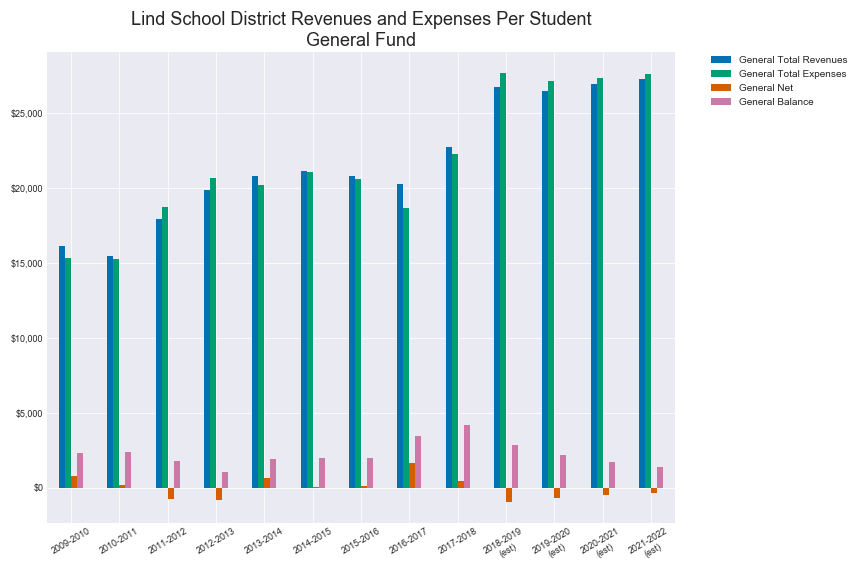 Lind School District Revenues and Expenses Per Student
General Fund
General Total Revenues
General Total Expenses
General Net
General Balance
$25,000
$20,000
$15,000
$10,000
$5,000
$0
2009-2010
2010-2011
2011-2012
2012-2013
2013-2014
2014-2015
2015-2016
2016-2017
2017-2018
2018-2019
(est)
2019-2020
(est)
2020-2021
(est)
2021-2022
(est)